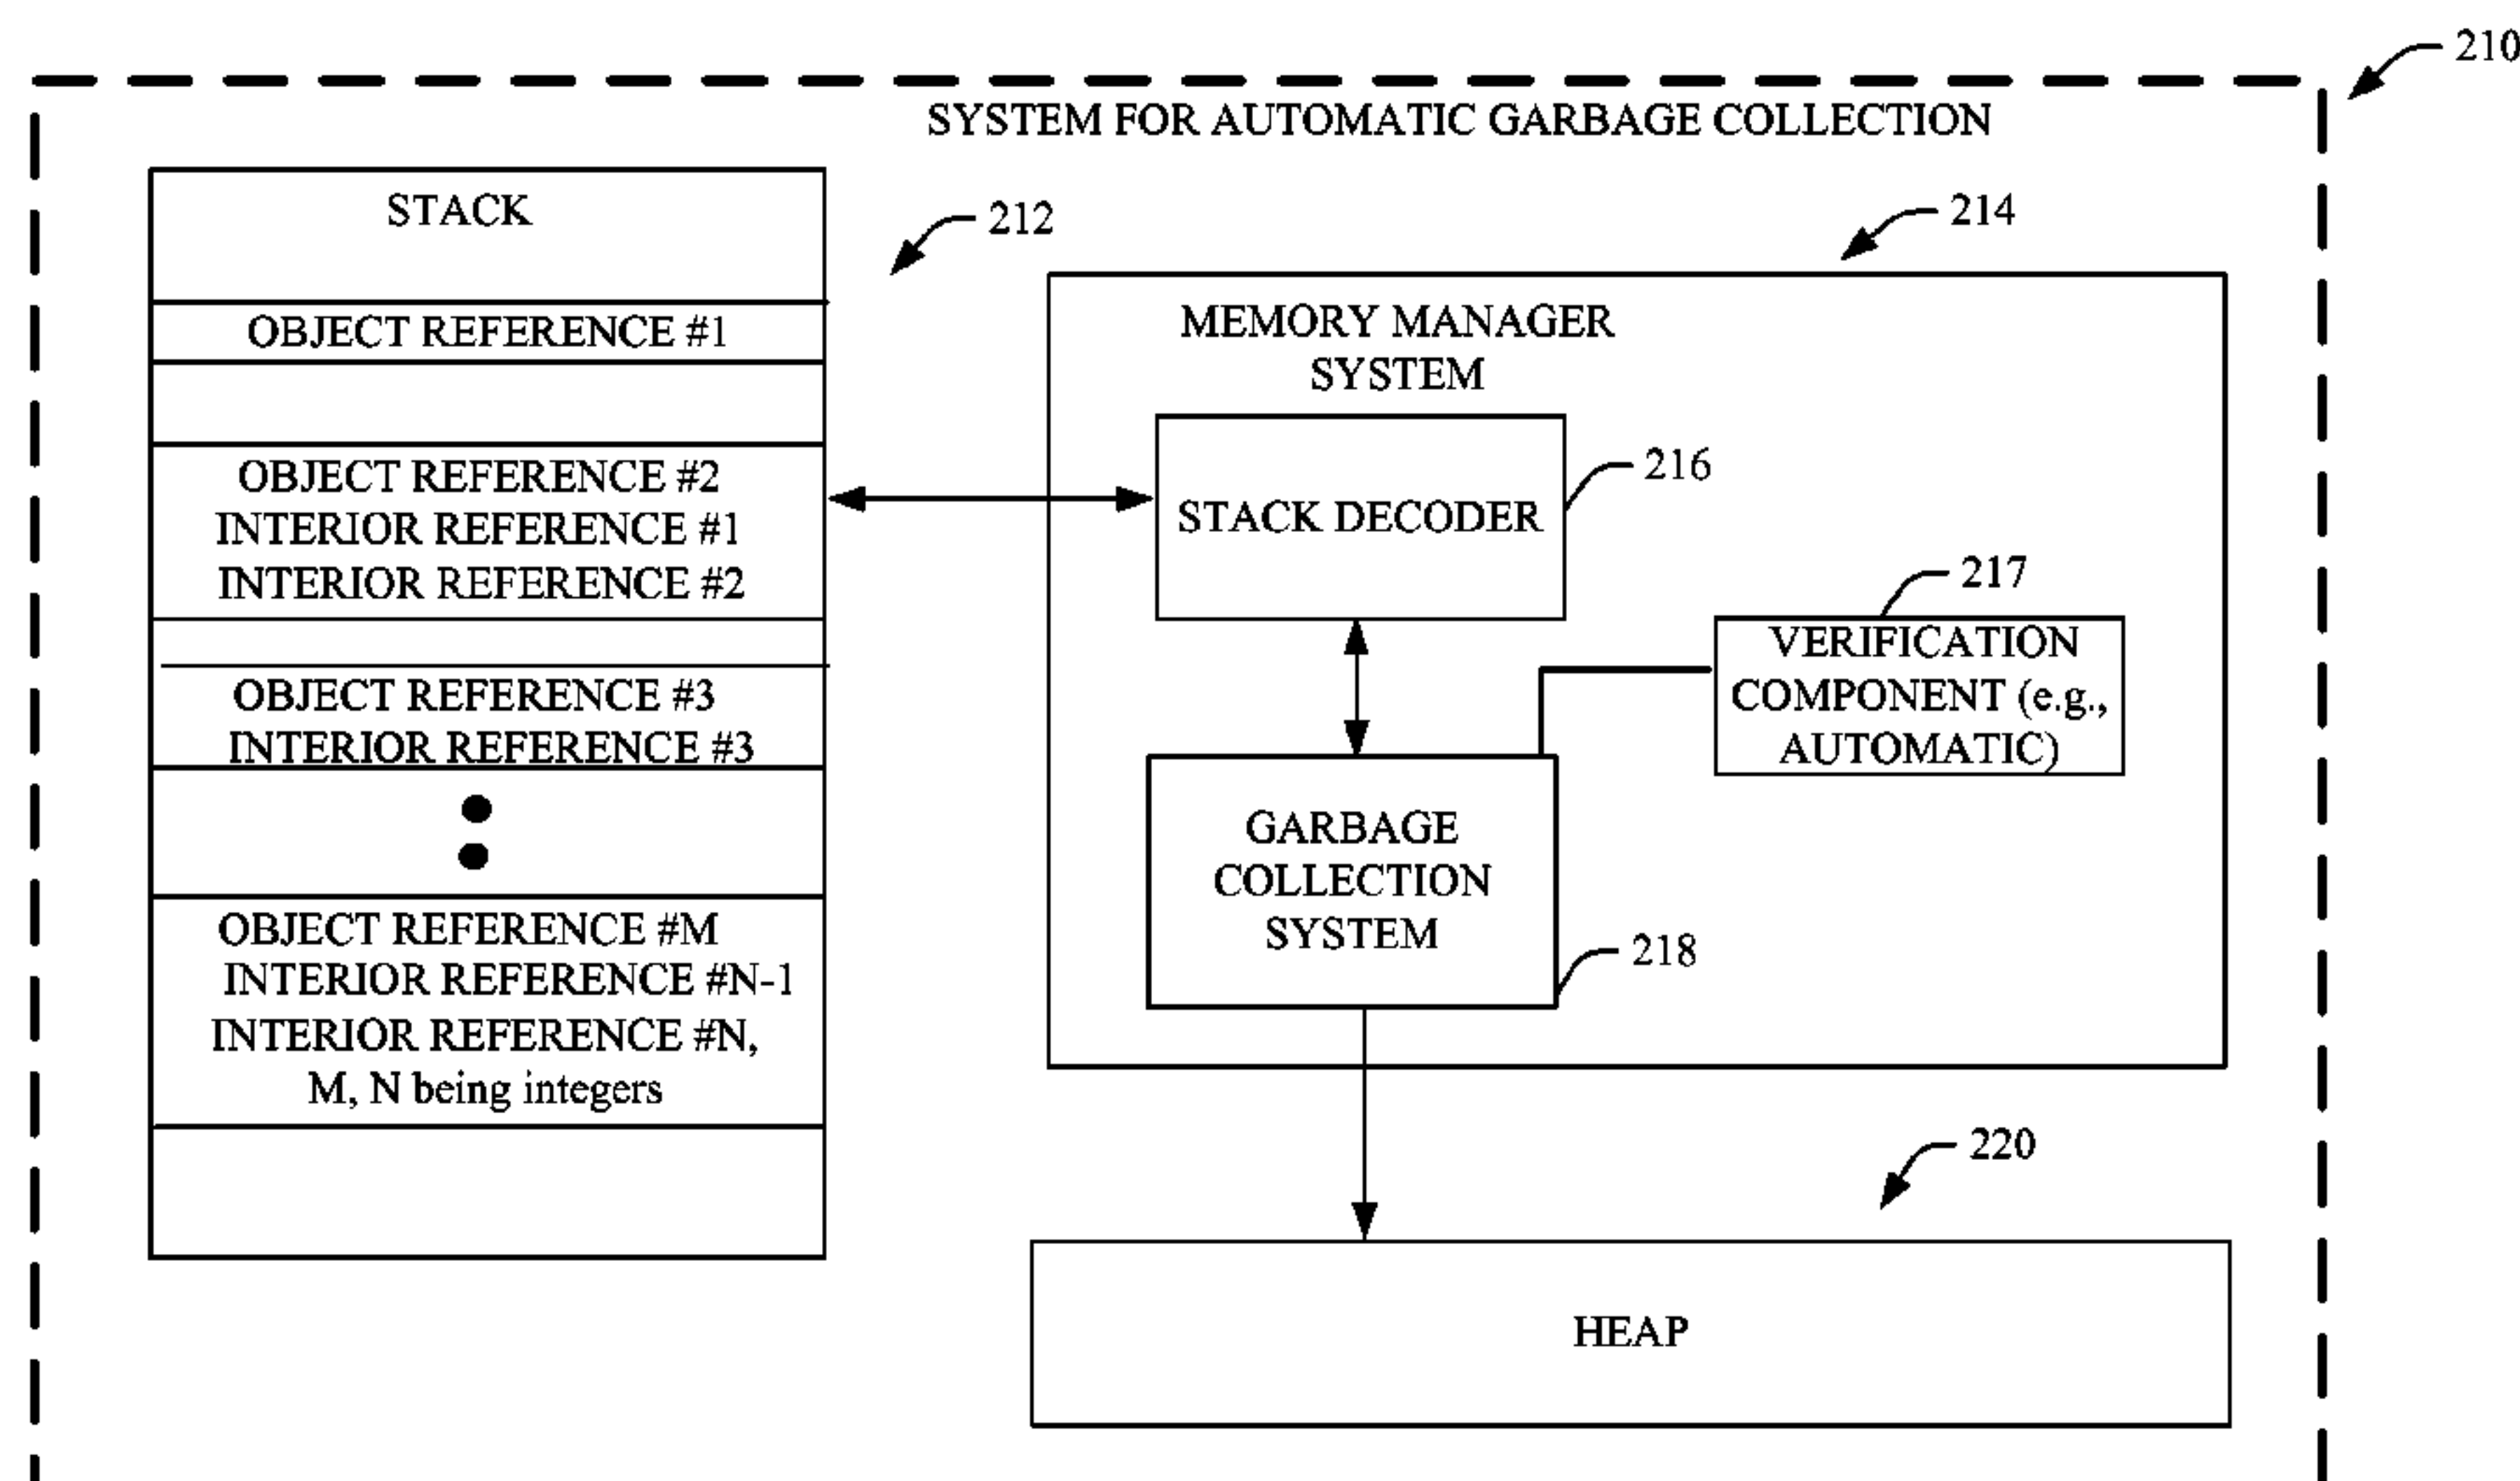 210
SYSTEM FOR AUTOMATIC GARBAGE COLLECTION
STACK
212
OBJECT REFERENCE #1
OBJECT REFERENCE #2
INTERIOR REFERENCE #1
INTERIOR REFERENCE #2
OBJECT REFERENCE #3
INTERIOR REFERENCE #3
OBJECT REFERENCE #M
INTERIOR REFERENCE #N-1
INTERIOR REFERENCE #N,
M, N being integers
214
MEMORY MANAGER
SYSTEM
STACK DECODER
216
217
VERIFICATION
COMPONENT (e.g.,
AUTOMATIC)
GARBAGE
COLLECTION
SYSTEM
218
220
HEAP